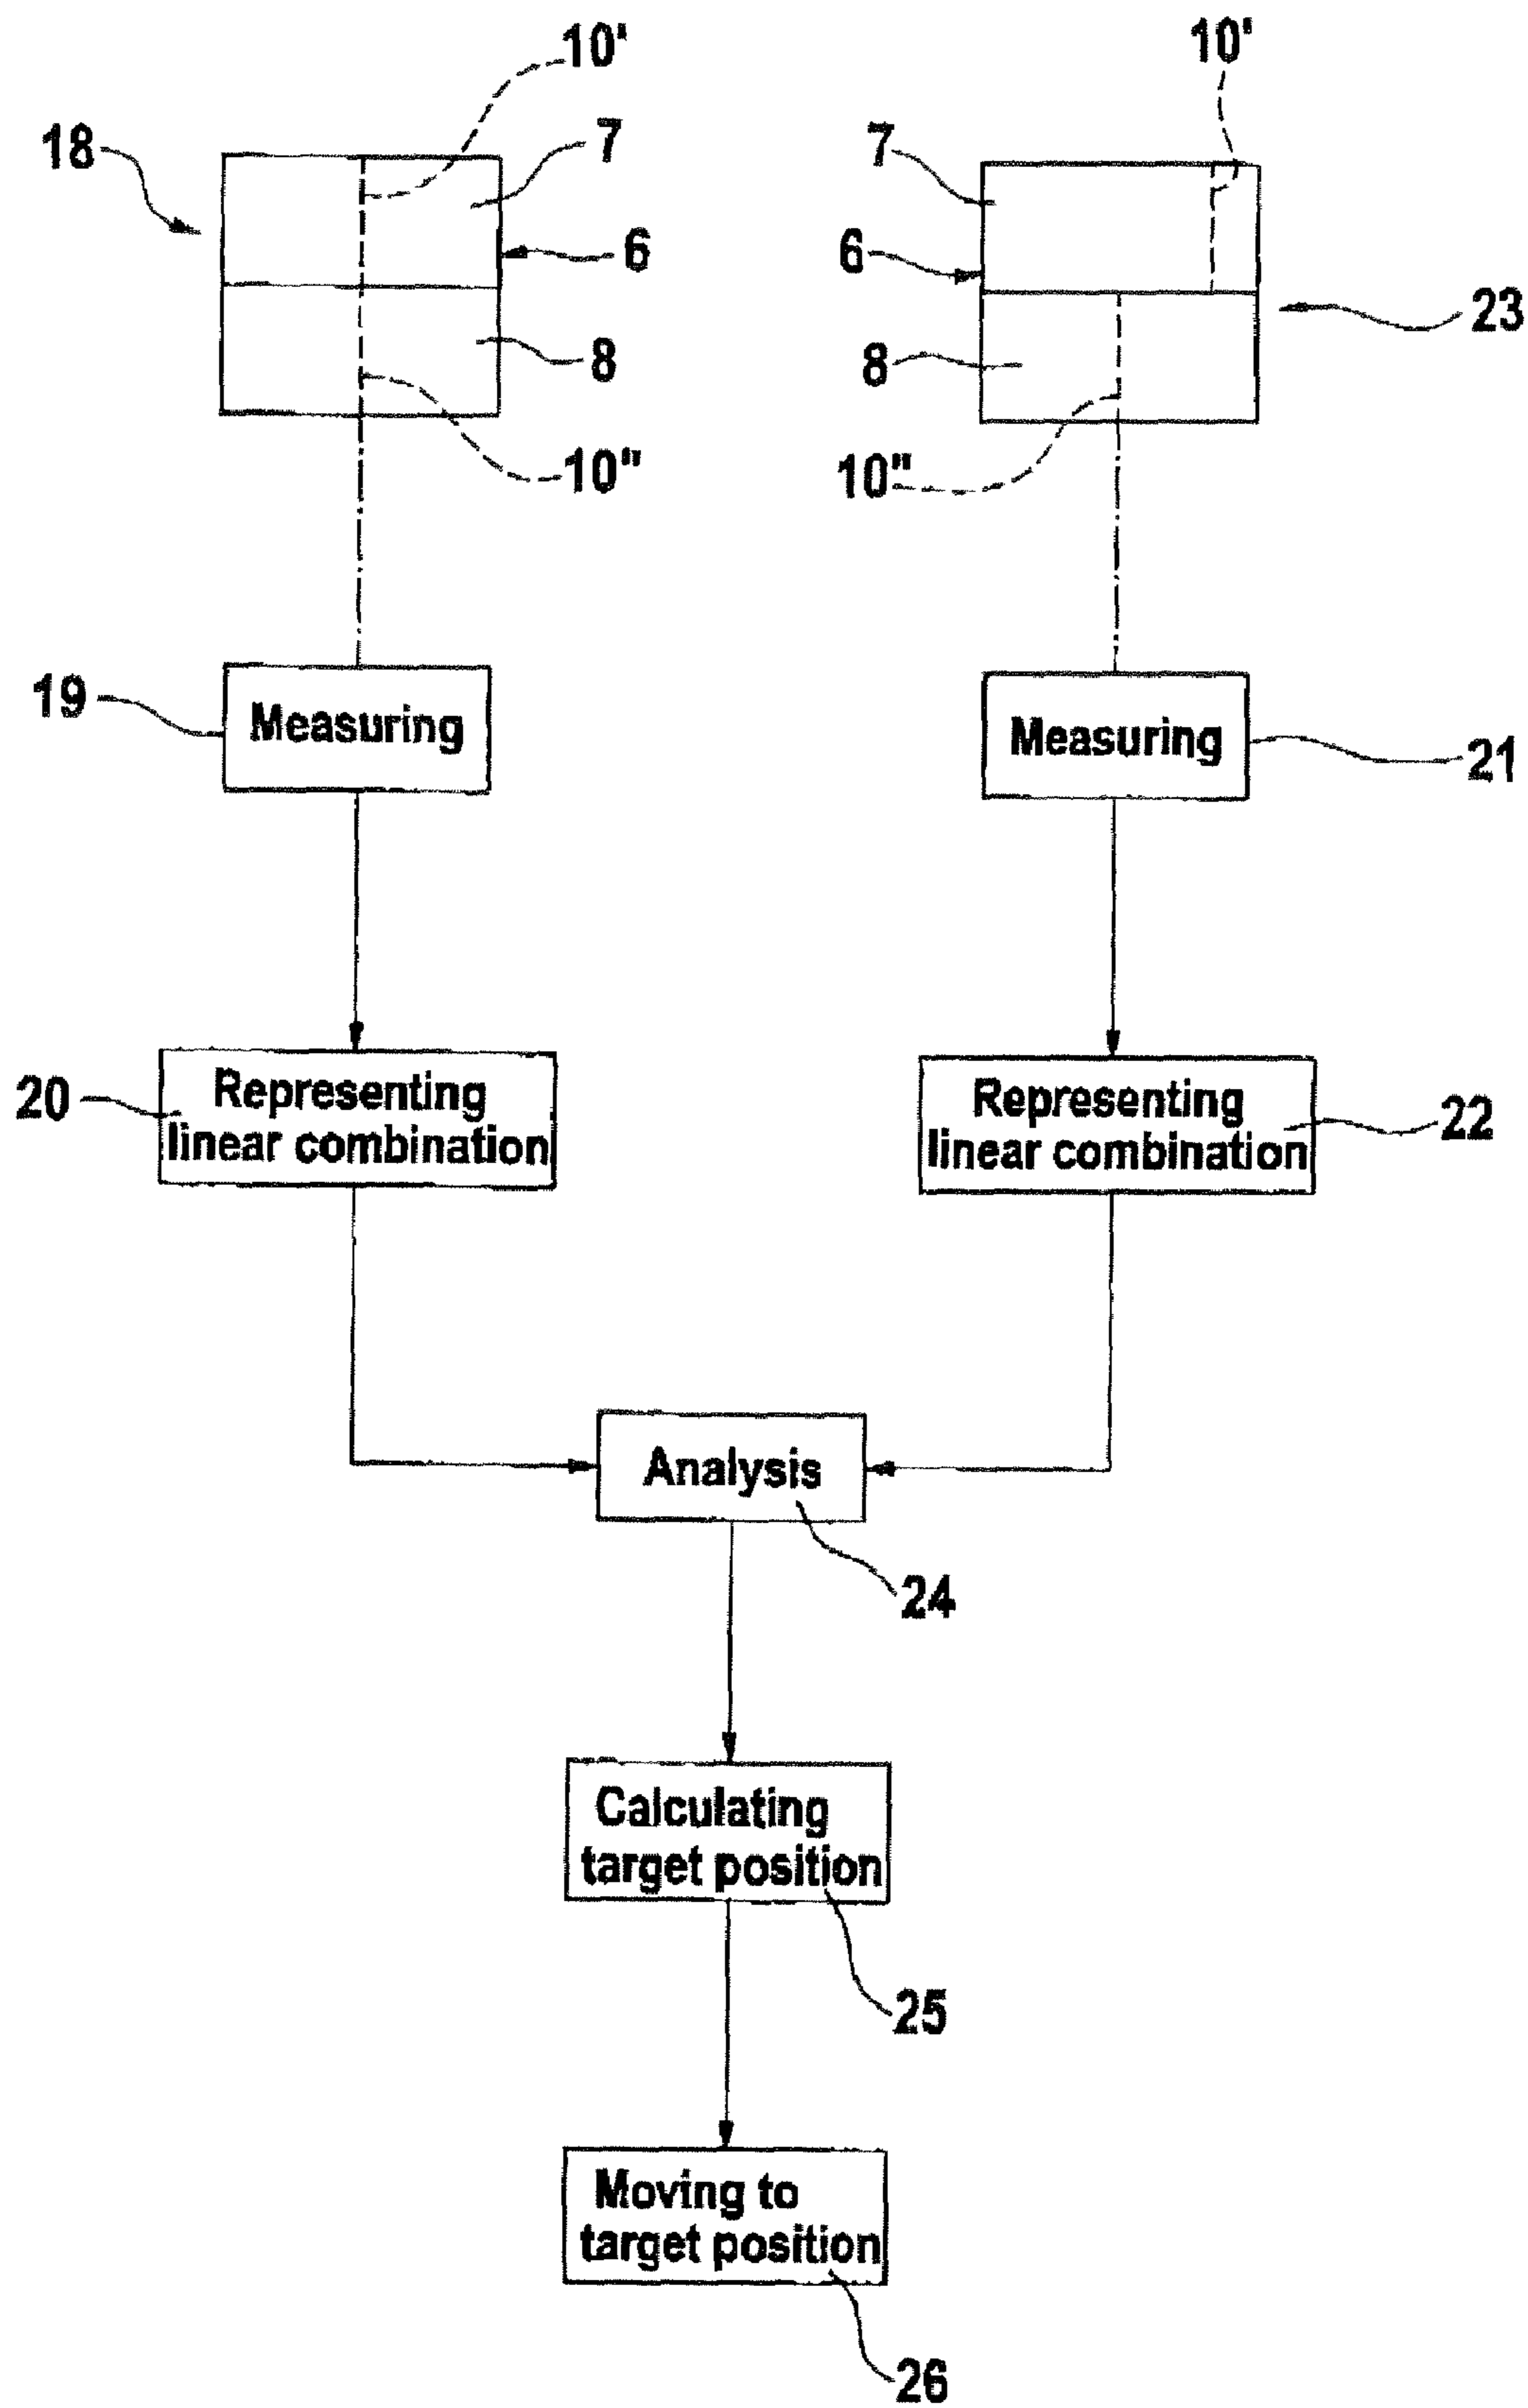 10'
10'
18
7
7
6
6
23
8
8
10"
10"
19
Measuring
Measuring
21
20
Representing
linear combination
Representing
linear combination
22
Analysis
24
Calculating
target position
25
Moving to
target position
26